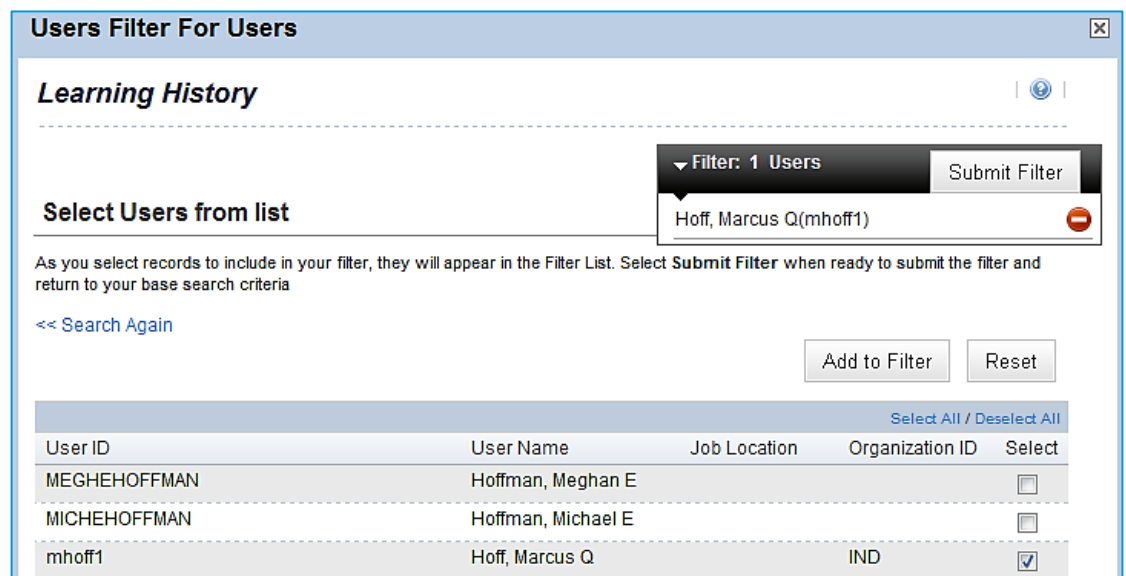 Users Filter For Users
Learning History
Filter: 1 Users
Submit Filter
Hoff, Marcus Q(mhoff1)
Select Users from list
As you select records to include in your filter, they will appear in the Filter List. Select Submit Filter when ready to submit the filter and
return to your base search criteria
<< Search Again
Add to Filter Reset
Select All / Deselect All
User ID User Name Job Location Organization ID Select
MEGHEHOFFMAN Hoffman, Meghan E
MICHEHOFFMAN Hoffman, Michael E
mhoff1 Hoff, Marcus Q IND